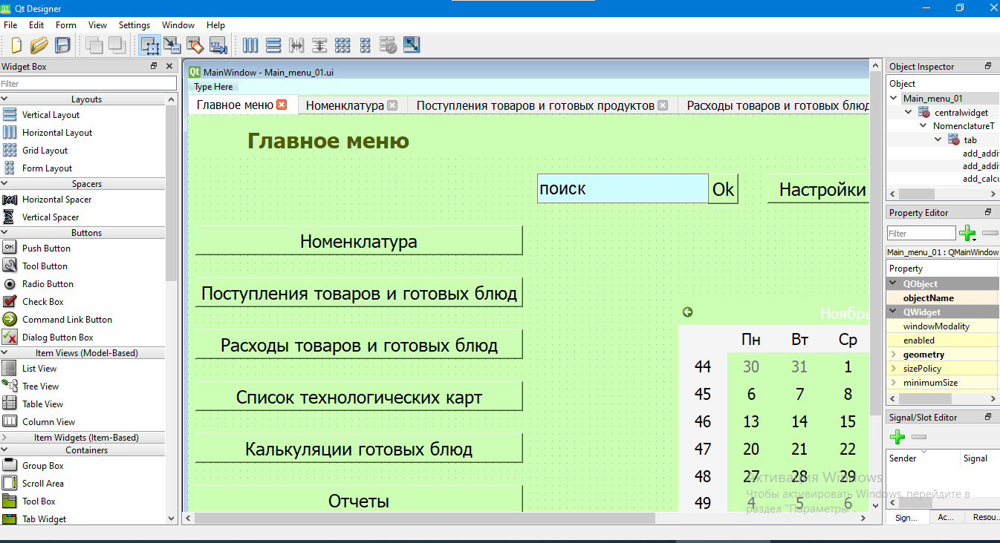 Qt Designer
File Edit Form View Settings Window Help
Widget Box
Filter
Layouts
Vertical Layout
Horizontal Layout
Grid Layout
Form Layout
Spacers
Horizontal Spacer
Vertical Spacer
Buttons
Push Button
Tool Button
Radio Button
Check Box
Command Link Button
Dialog Button Box
Item Views (Model-Based)
List View
Tree View
Table View
Column View
Item Widgets (Item-Based)
Containers
Group Box
Scroll Area
Tool Box
Tab Widget
MainWindow - Main_menu_01.ui
Type Here
Главное меню Номенклатура Поступления товаров и готовых продуктов Расходы товаров и готовых блюд
Главное меню
поиск Ok Настройки
Номенклатура
Поступления товаров и готовых блюд
Расходы товаров и готовых блюд
Список технологических карт
Калькуляции готовых блюд
Отчеты
Ноябрь
Пн Вт Ср
44 30 31 1
45 6 7 8
46 13 14 15
47 20 21 22
48 27 28 29
49 4 5 6
Активация Windows
Чтобы активировать Windows, перейдите в
раздел "Параметры".
Object Inspector
Object
Main_menu_01
centralwidget
NomenclatureT
tab
add_addi
add_addi
add_calcu
Property Editor
Filter
Main_menu_01 : QMainWindow
Property
QObject
objectName
QWidget
windowModality
enabled
geometry
sizePolicy
minimumSize
Signal/Slot Editor
Sender Signal
Sign... Ac... Resou...